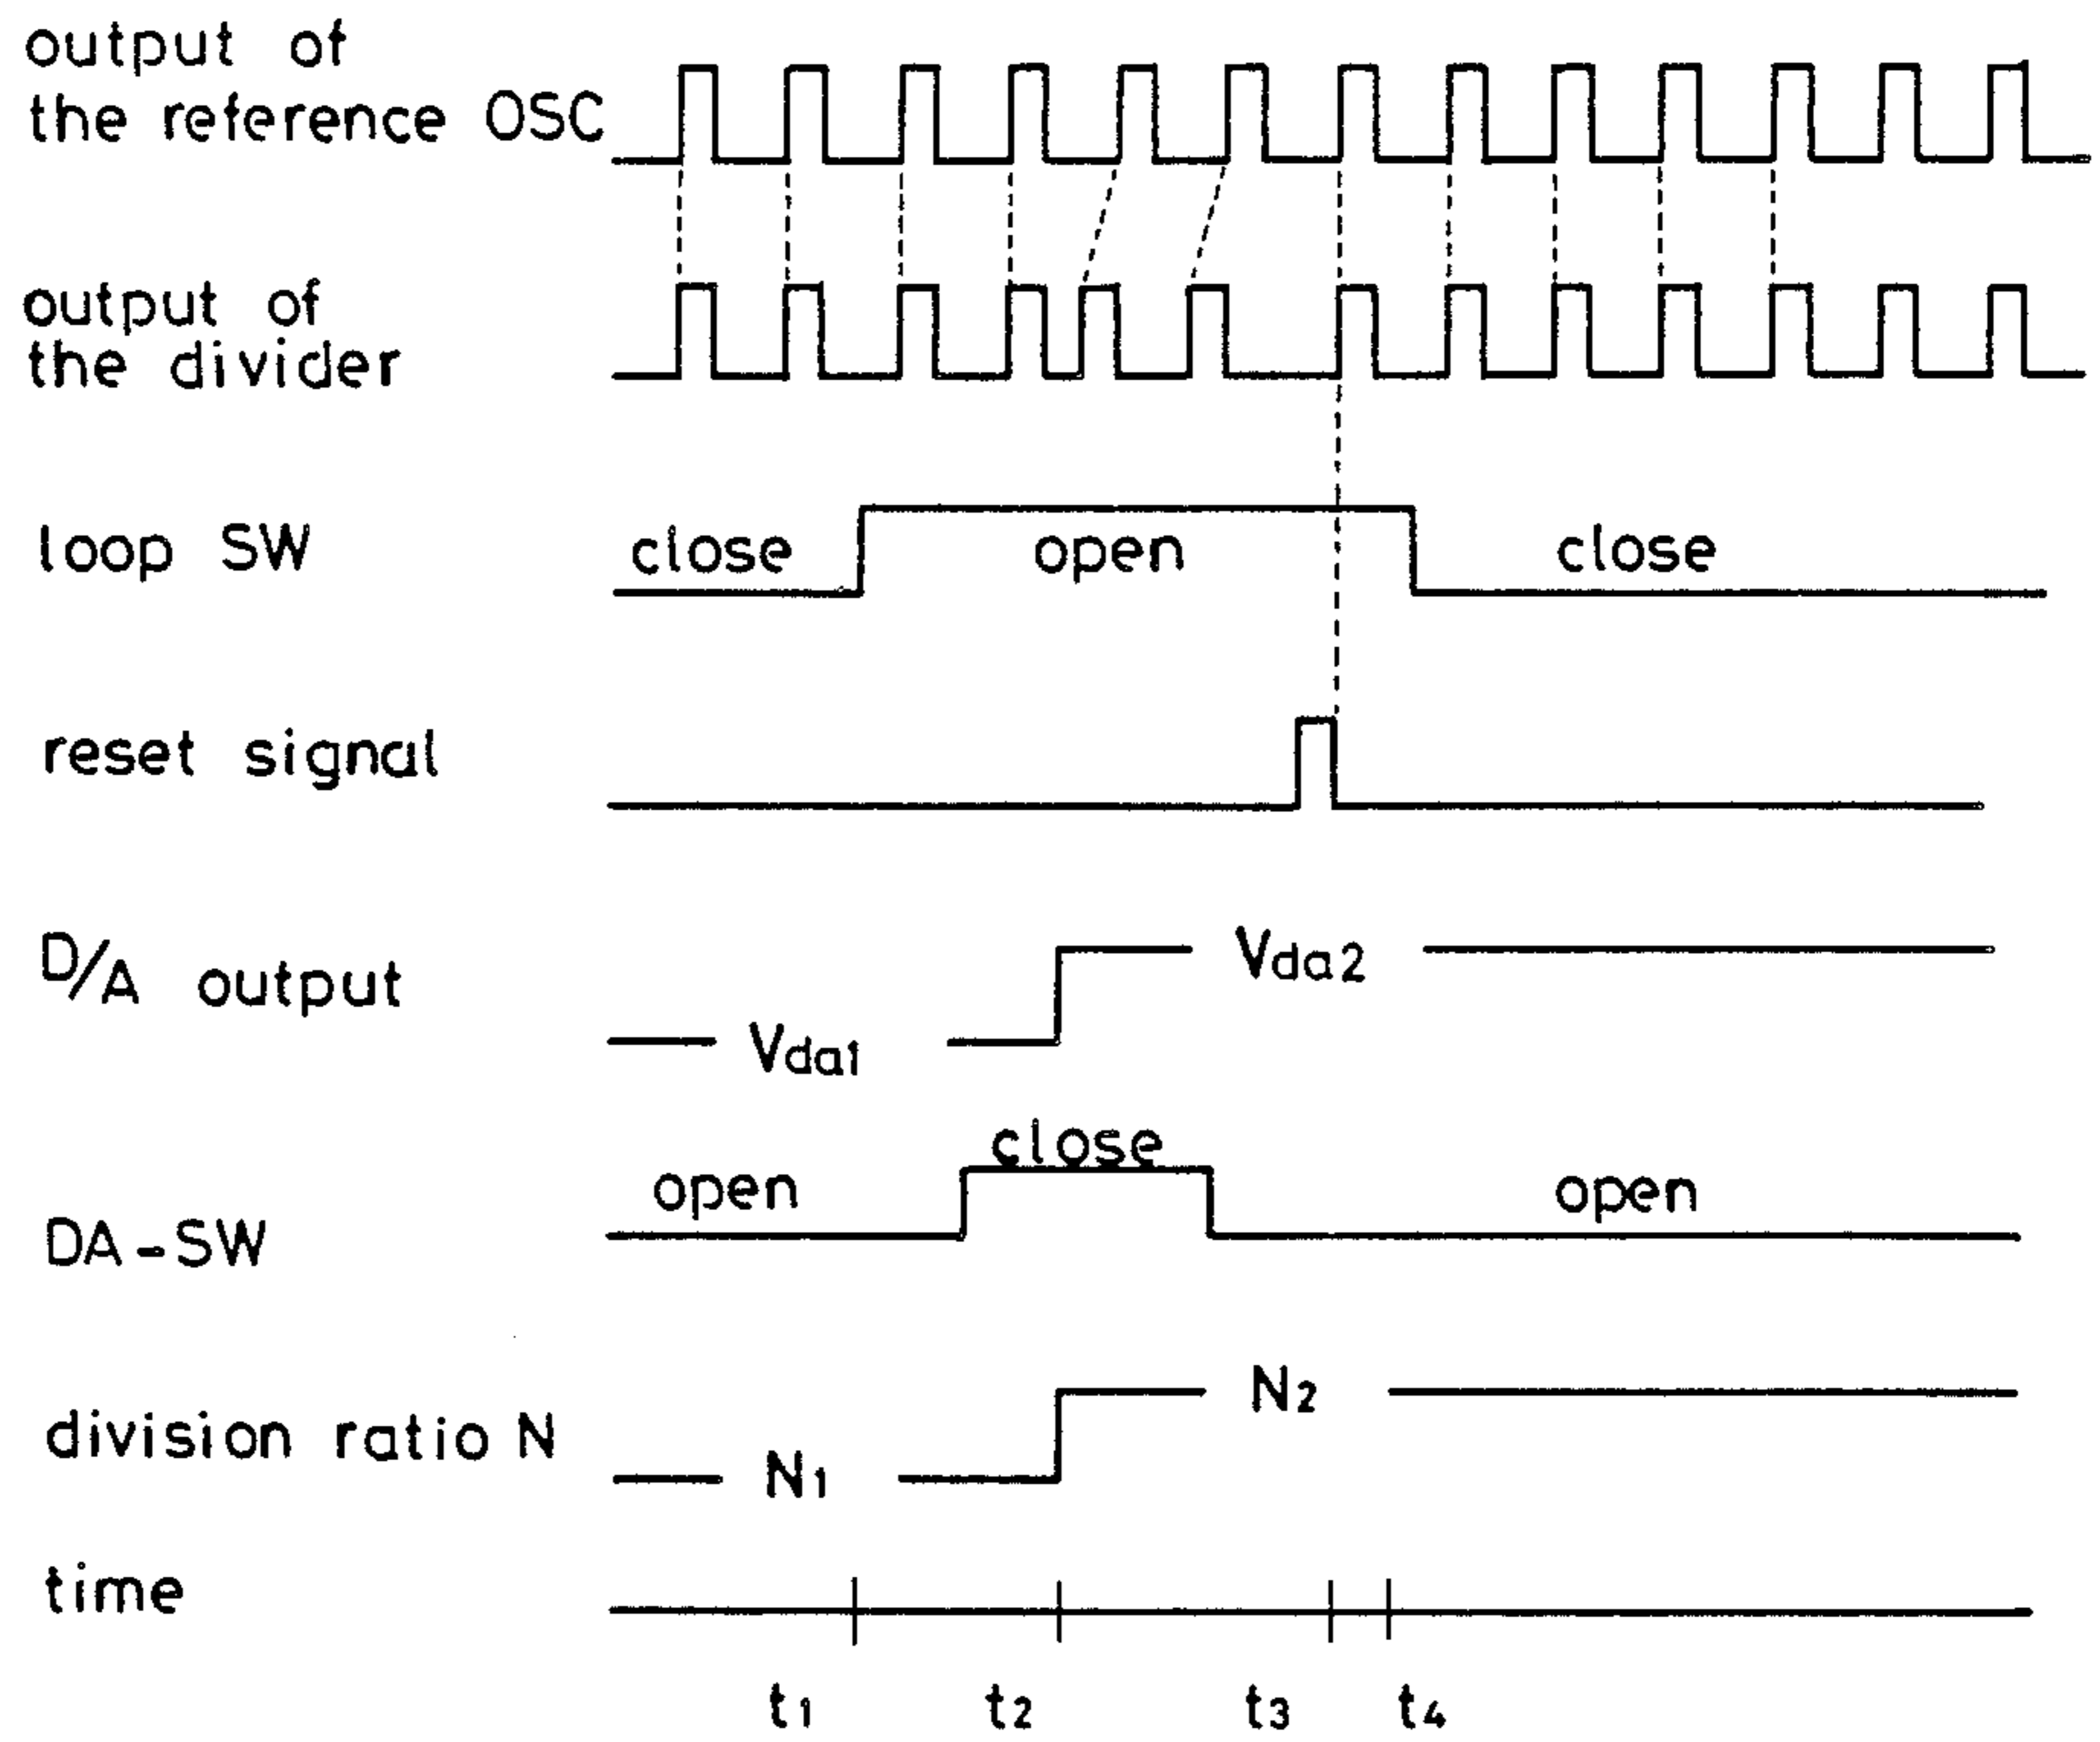 output of
the reference OSC
output of
the divider
loop SW
close
open
close
reset signal
D/A output
Vda1
Vda2
DA-SW
open
close
open
division ratio N
N1
N2
time
t1
t2
t3
t4